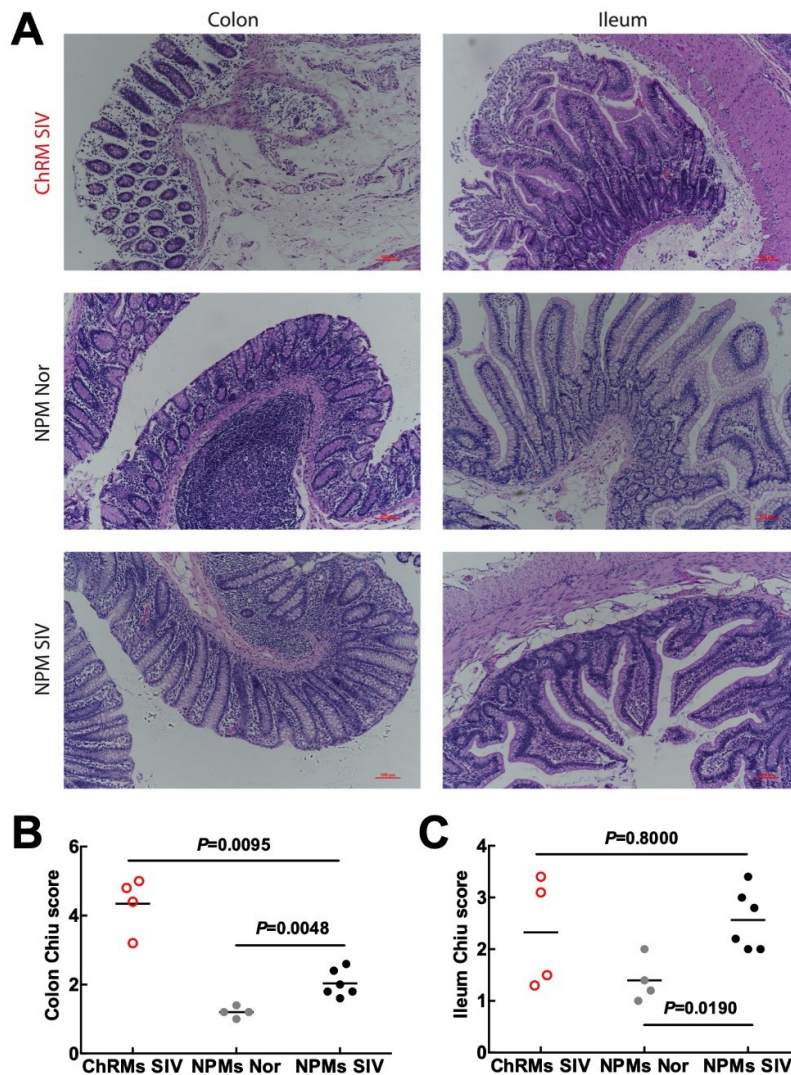 A
Colon
Ileum
ChRM SIV
NPM Nor
NPM SIV
100 μm
B
Colon Chiu score
6
4
2
0
P=0.0095
P=0.0048
ChRMs SIV
NPMs Nor
NPMs SIV
C
Ileum Chiu score
4
3
2
1
0
P=0.8000
P=0.0190
ChRMs SIV
NPMs Nor
NPMs SIV